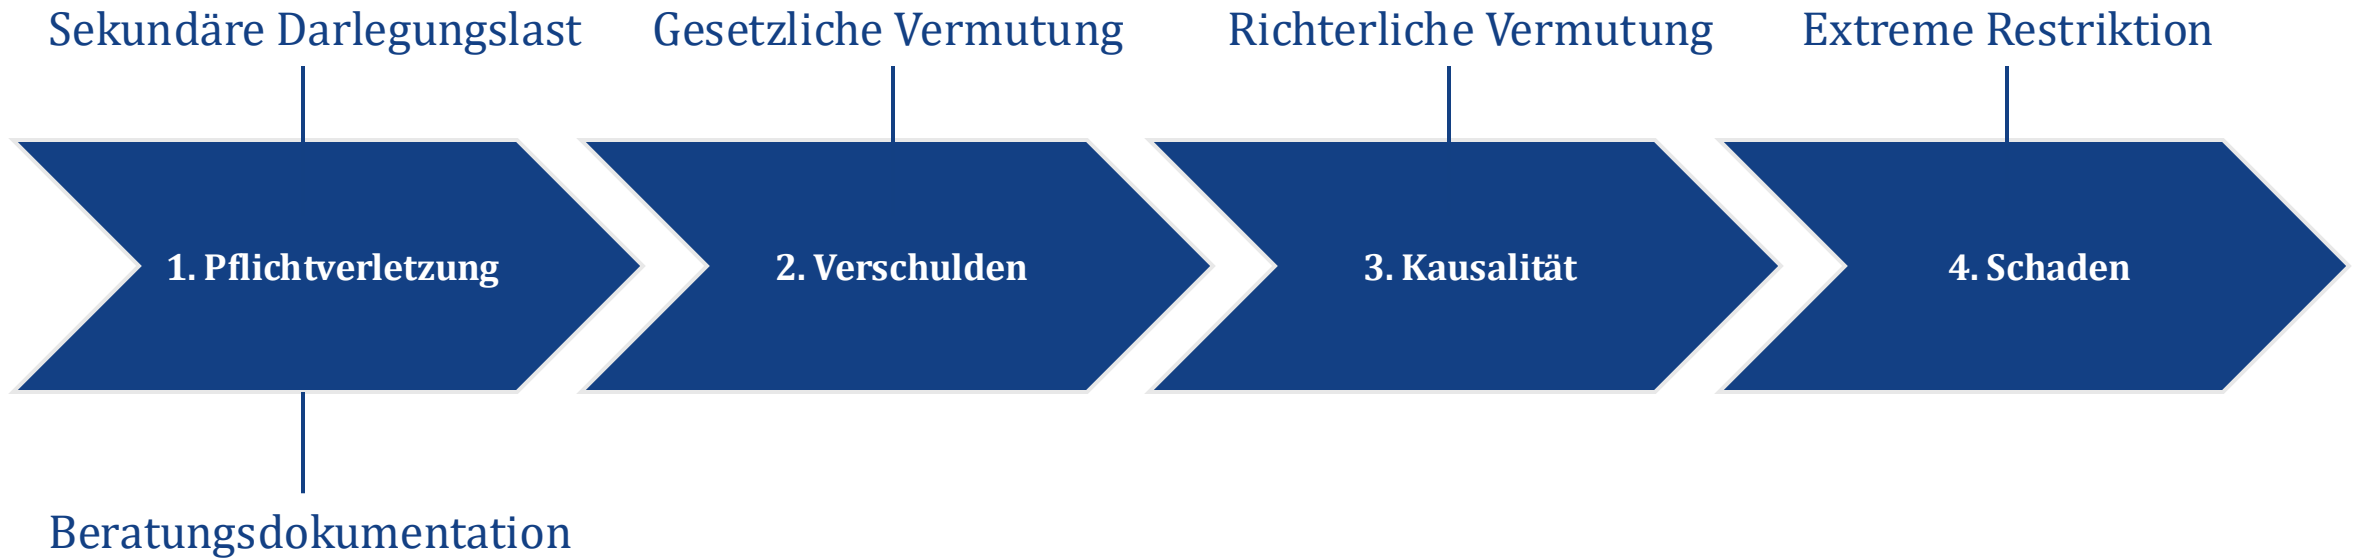 Sekundäre Darlegungslast
Gesetzliche Vermutung
Richterliche Vermutung
Extreme Restriktion
1. Pflichtverletzung
2. Verschulden
3. Kausalität
4. Schaden
Beratungsdokumentation